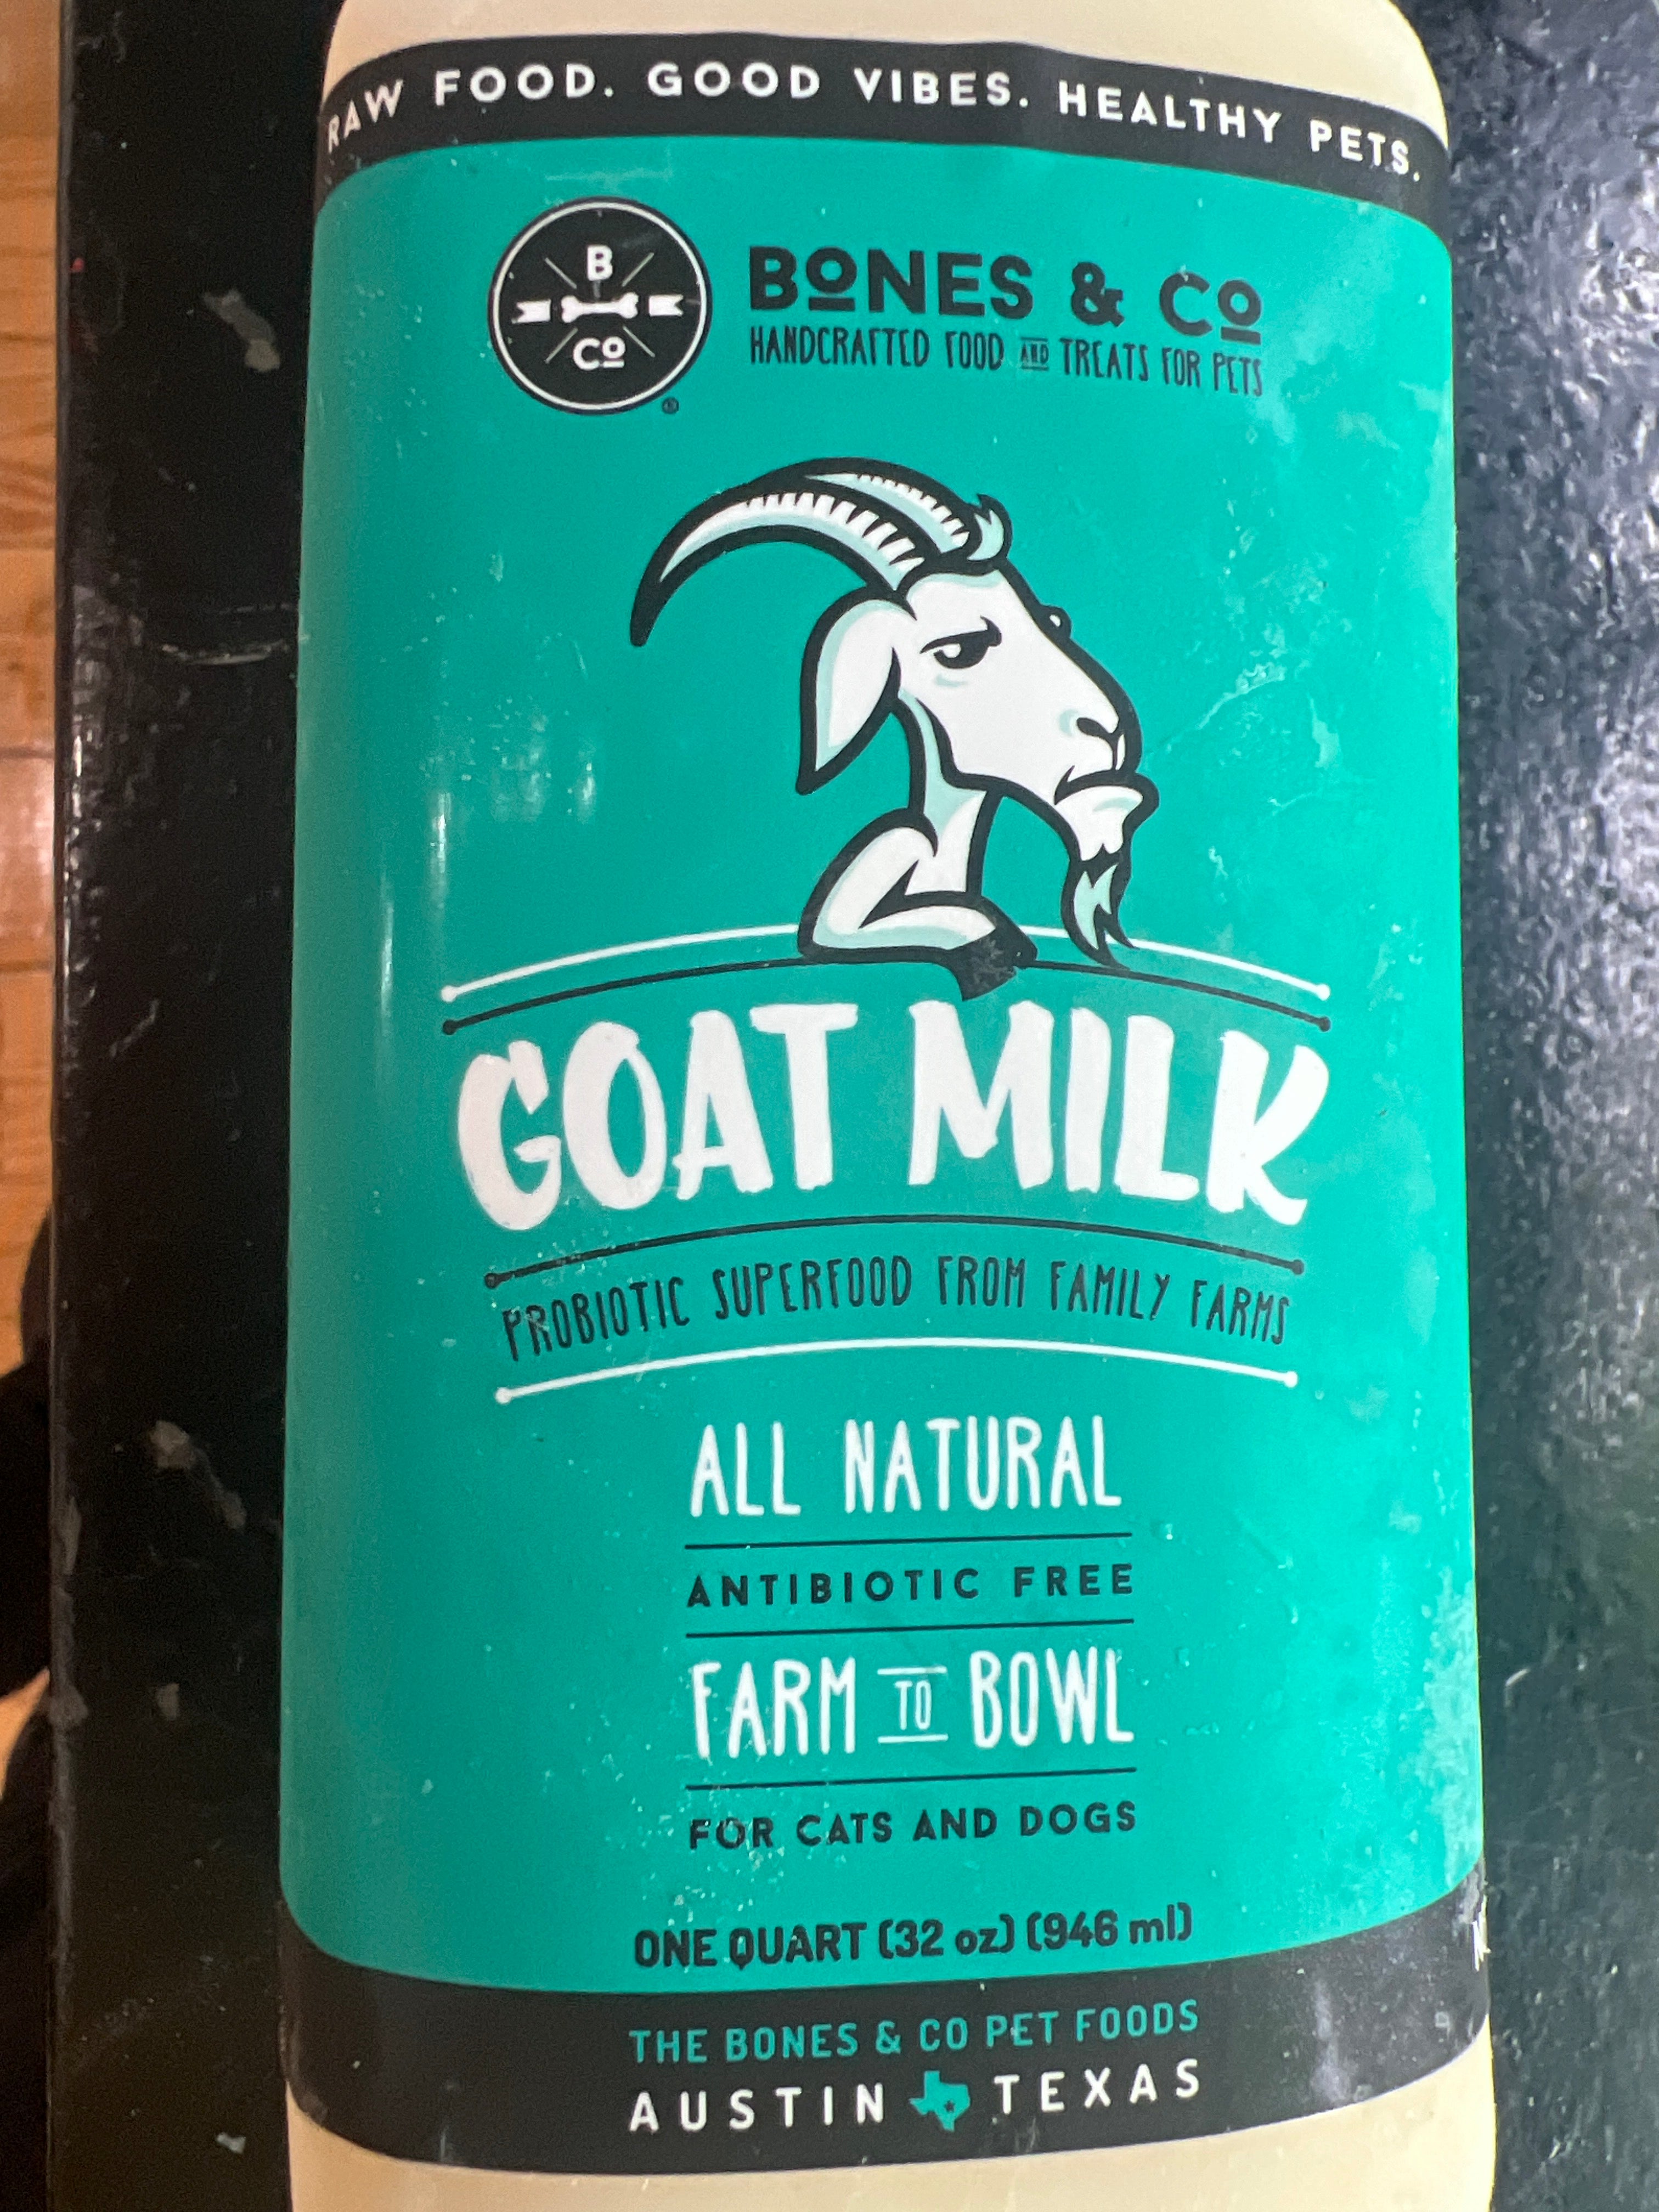 RAW FOOD. GOOD VIBES. HEALTHY PETS.
B
Co
®
BoNES & Co
HANDCRAFTED FOOD AND TREATS FOR PETS
GOAT MILK
PROBIOTIC SUPERFOOD FROM FAMILY FARMS
ALL NATURAL
ANTIBIOTIC FREE
FARM TO BOWL
FOR CATS AND DOGS
ONE QUART (32 oz) (946 ml)
THE BONES & CO PET FOODS
AUSTIN TEXAS